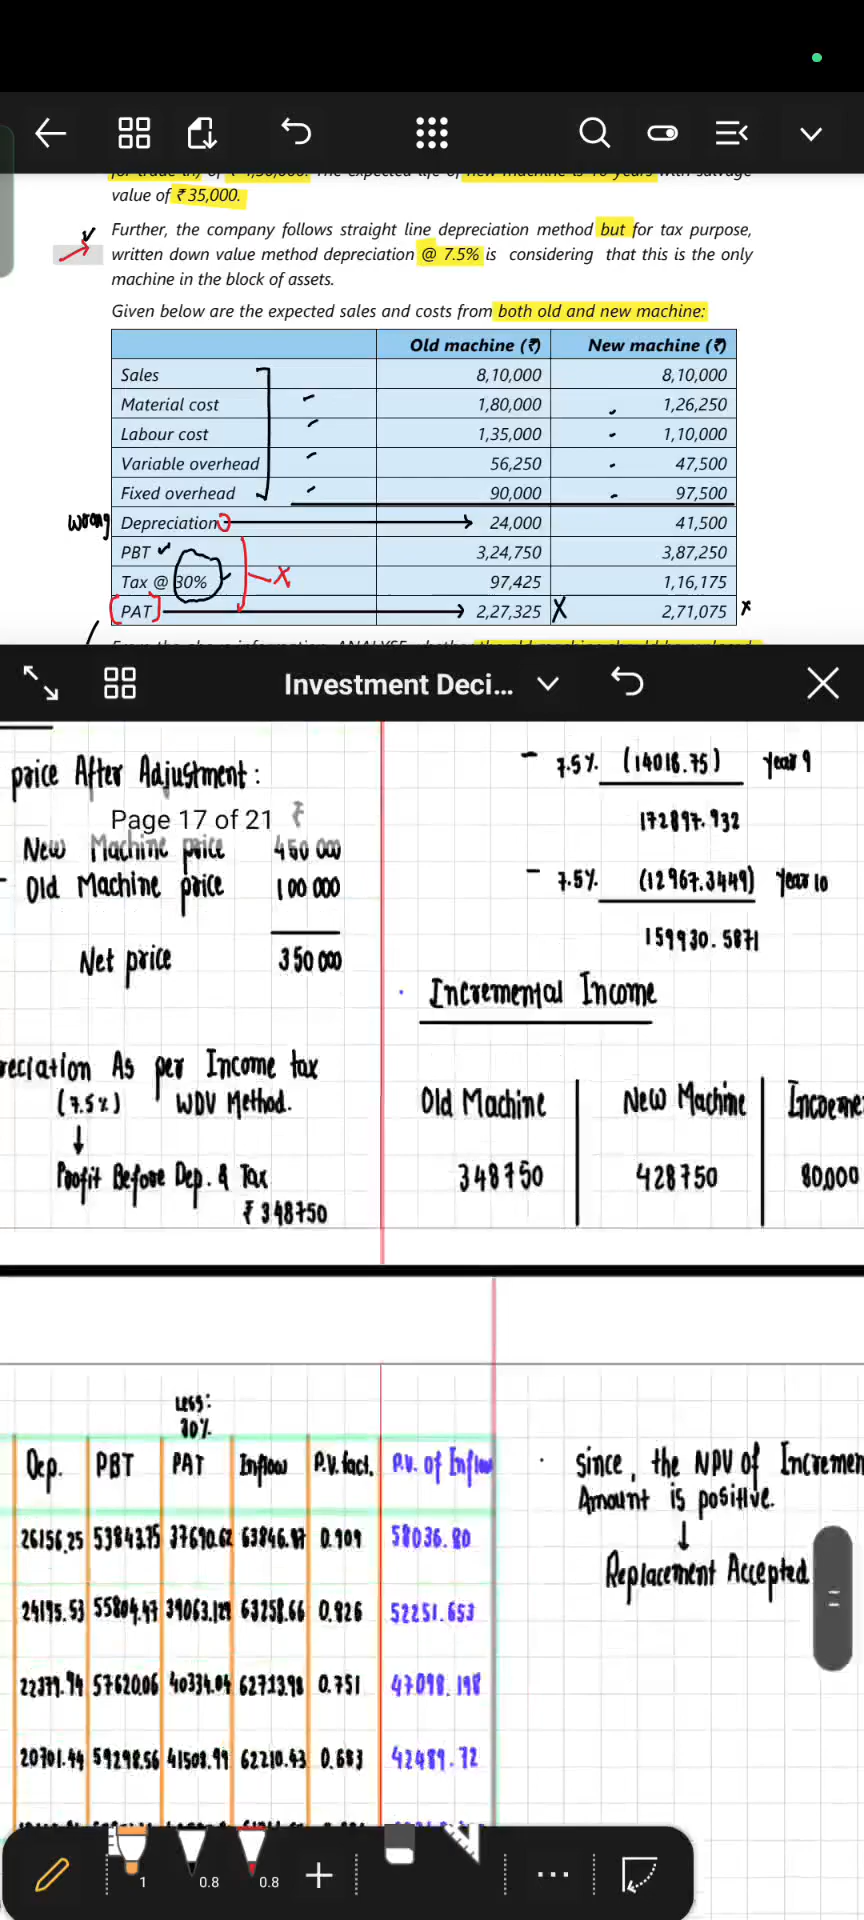 value of ₹ 35,000.
Further, the company follows straight line depreciation method but for tax purpose,
written down value method depreciation @ 7.5% is considering that this is the only
machine in the block of assets.
Given below are the expected sales and costs from both old and new machine:
Old machine (₹) New machine (₹)
Sales 8,10,000 8,10,000
Material cost 1,80,000 1,26,250
Labour cost 1,35,000 1,10,000
Variable overhead 56,250 47,500
Fixed overhead 90,000 97,500
wrong Depreciation 24,000 41,500
PBT 3,24,750 3,87,250
Tax @ 30% 97,425 1,16,175
PAT 2,27,325 2,71,075
Investment Deci...
price After Adjustment:
Page 17 of 21 ₹
New Machine price 450 000
- Old Machine price 100 000
Net price 350 000
reciation As per Income tax
(7.5%) WDV Method.
Profit Before Dep. & Tax
₹ 348750
- 7.5% (14018.75) year 9
172897.932
- 7.5% (12967.3449) year 10
159930.5871
Incremental Income
Old Machine New Machine Increme
348750 428750 80,000
Less:
30%
Dep. PBT PAT Inflow P.V. fact. P.V. of Inflow
26156.25 53843.75 37690.62 63846.87 0.909 58036.80
24195.53 55804.47 39063.129 63258.66 0.826 52251.653
22379.94 57620.06 40334.04 62713.98 0.751 47098.198
20701.44 59298.56 41508.99 62210.43 0.683 42489.72
since, the NPV of Incremen
Amount is positive.
Replacement Accepted
1 0.8 0.8